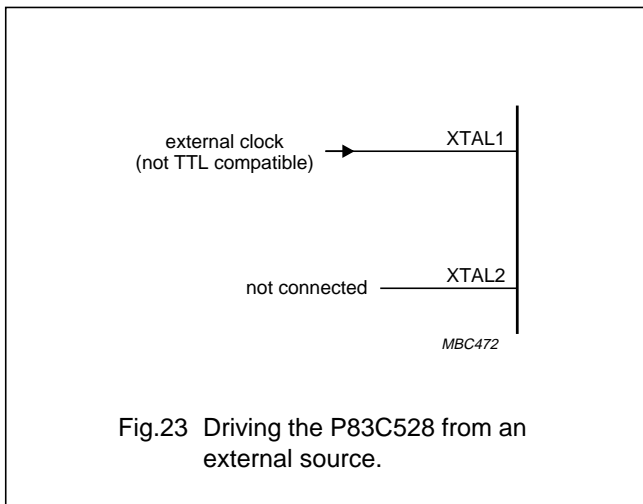 external clock
(not TTL compatible)
XTAL1
not connected
XTAL2
MBC472
Fig.23 Driving the P83C528 from an
external source.